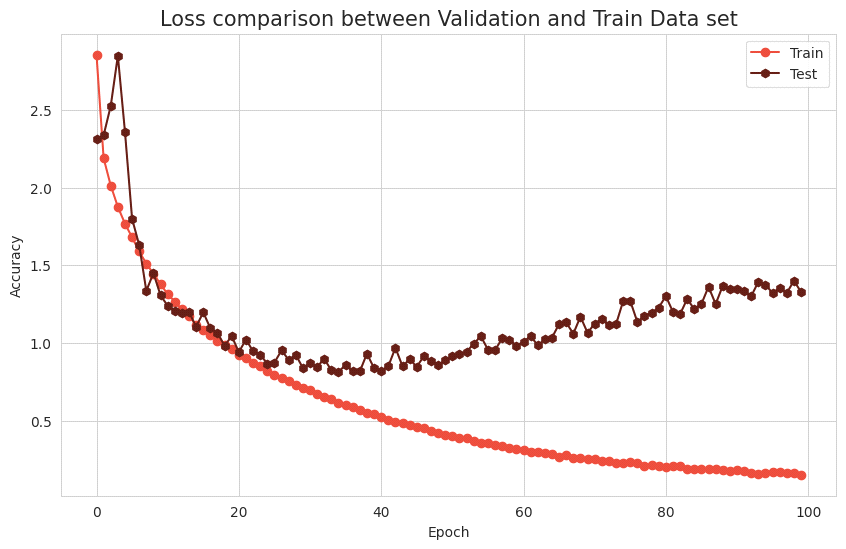 Loss comparison between Validation and Train Data set
Train
Test
2.5
2.0
1.5
1.0
0.5
Accuracy
0
20
40
60
80
100
Epoch